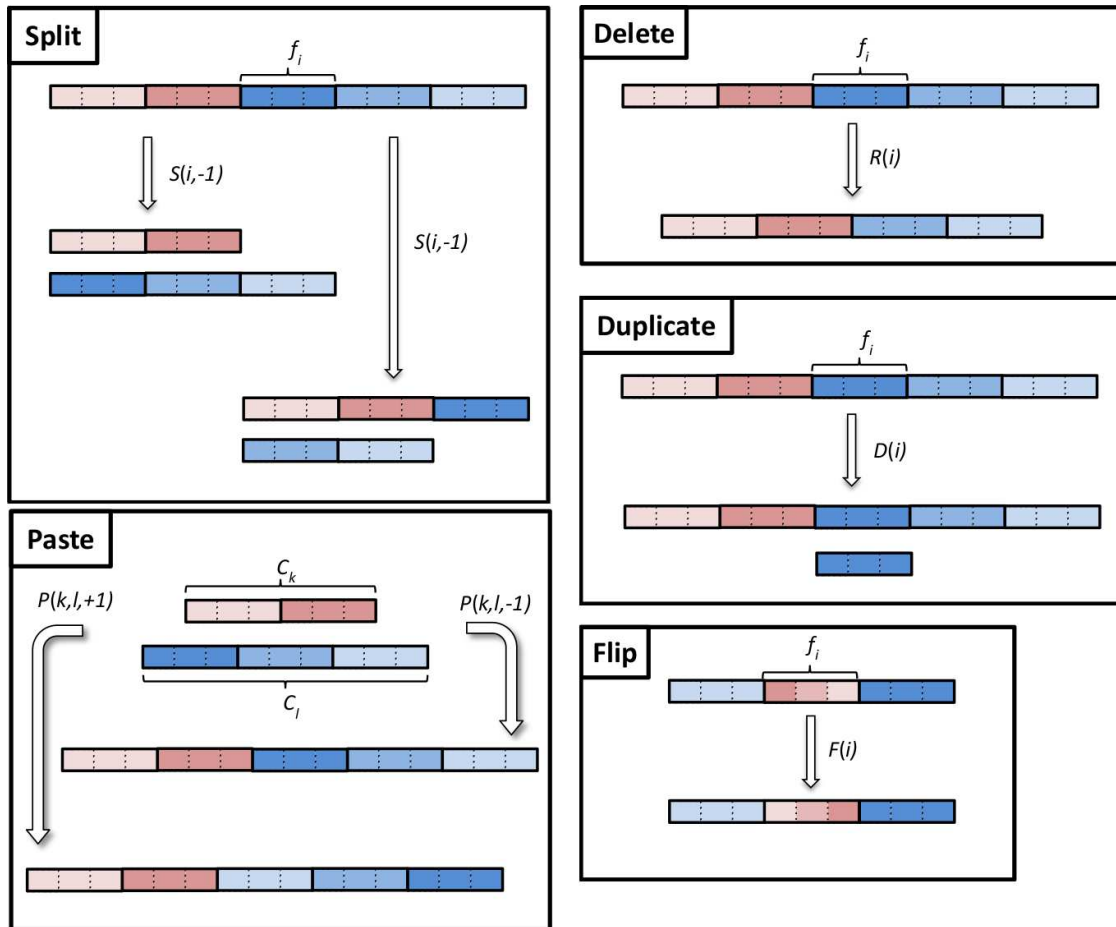 Split
f_i
S(i,-1)
S(i,-1)
Paste
C_k
P(k,l,+1)
P(k,l,-1)
C_l
Delete
f_i
R(i)
Duplicate
f_i
D(i)
Flip
f_i
F(i)